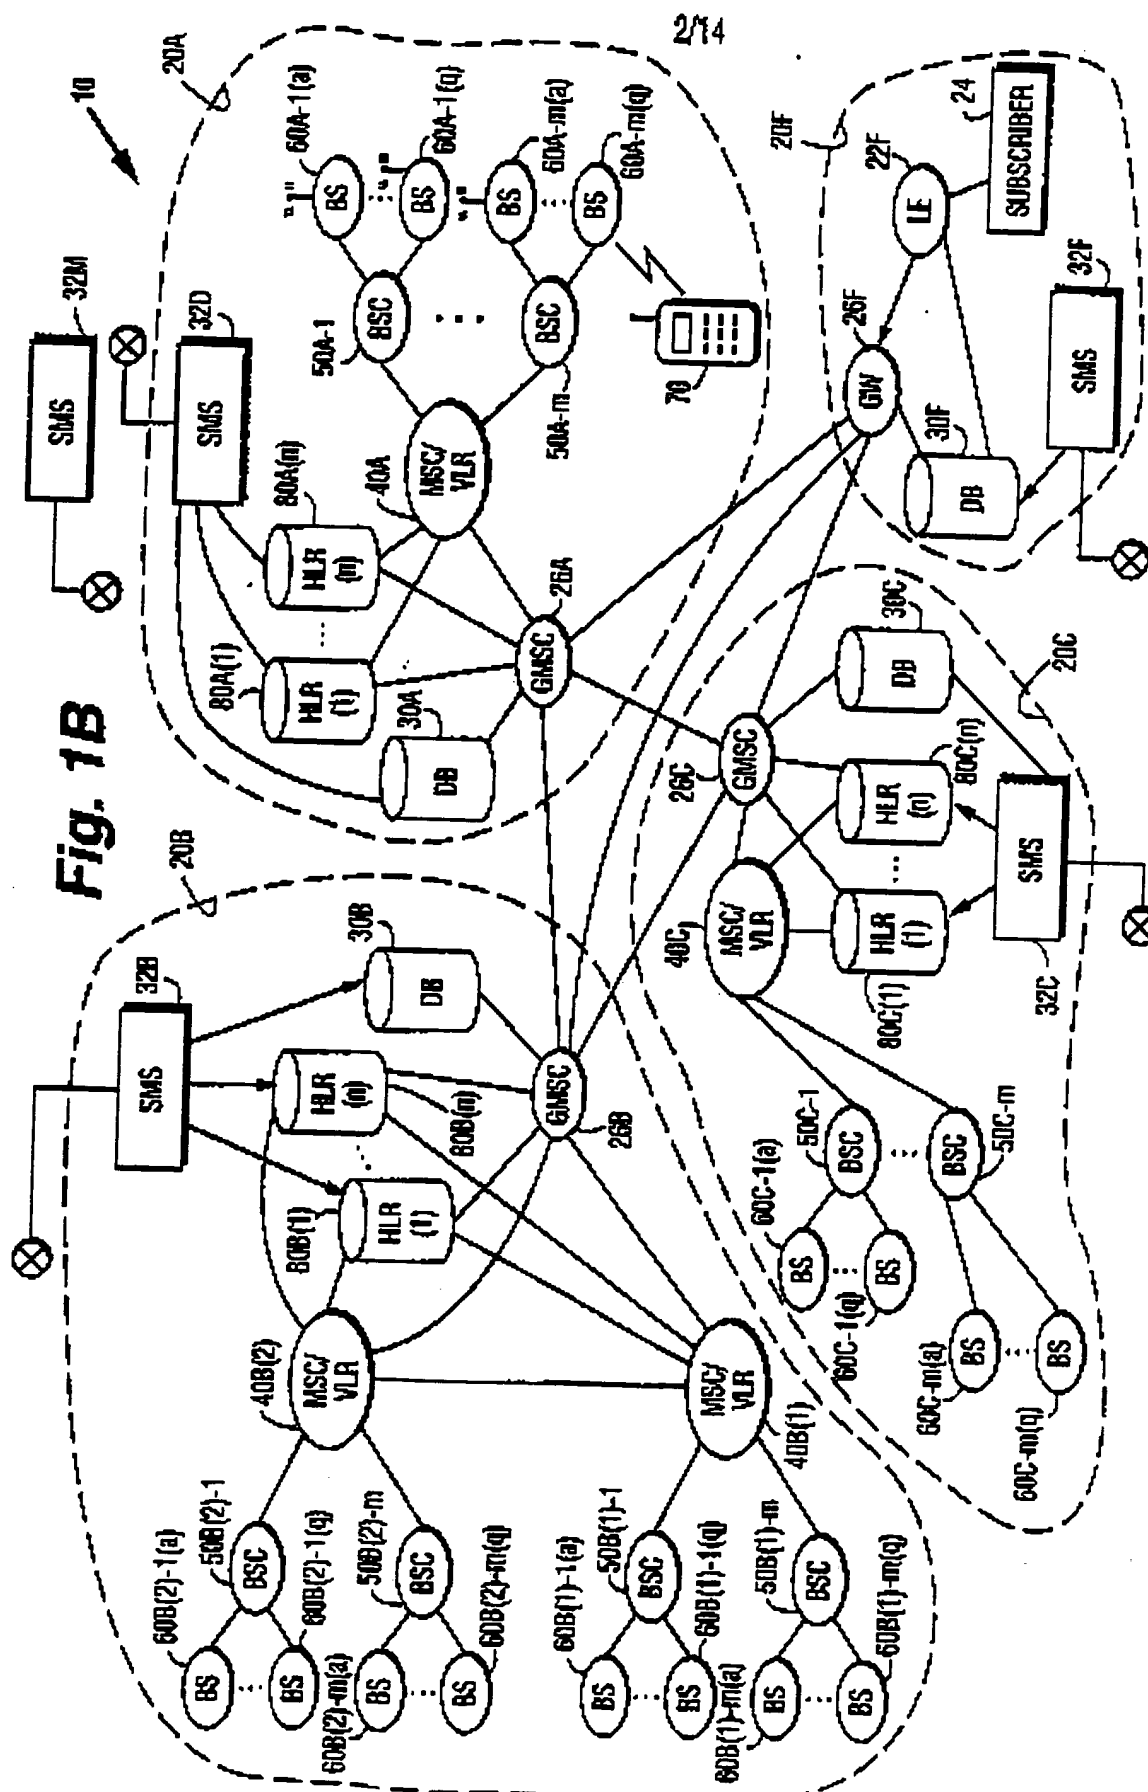 2/14
Fig. 1B
10
20B
32B
SMS
30B
DB
HLR
(n)
80B(n)
80B(1)
HLR
(1)
GMSC
26B
40B(2)
MSC/
VLR
MSC/
VLR
40B(1)
60B(2)-1(a)
50B(2)-1
BS
BSC
60B(2)-1(q)
BS
50B(2)-m
BS
BSC
60B(2)-m(a)
BS
60B(2)-m(q)
60B(1)-1(a)
50B(1)-1
BS
BSC
60B(1)-1(q)
BS
50B(1)-m
BS
BSC
60B(1)-m(a)
BS
60B(1)-m(q)
SMS
32M
20A
SMS
32D
80A(n)
HLR
(n)
80A(1)
HLR
(1)
30A
DB
GMSC
26A
40A
MSC/
VLR
50A-1
BSC
BSC
50A-m
60A-1(a)
BS
60A-1(q)
BS
60A-m(a)
BS
60A-m(q)
BS
70
20C
26C
GMSC
30C
DB
40C
MSC/
VLR
80C(n)
HLR
(n)
HLR
(1)
80C(1)
SMS
32C
50C-1
BSC
50C-m
BSC
60C-1(a)
BS
BS
60C-1(q)
60C-m(a)
BS
BS
60C-m(q)
20F
22F
LE
24
SUBSCRIBER
26F
GW
30F
DB
32F
SMS